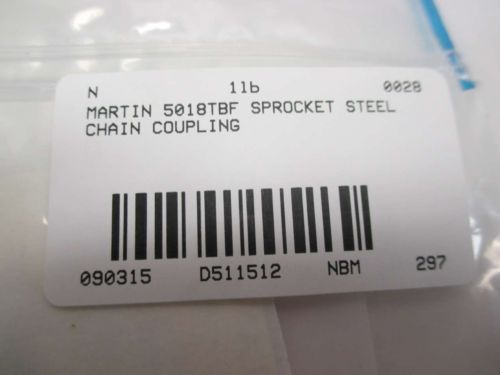 N 1lb 0028
MARTIN 5018TBF SPROCKET STEEL
CHAIN COUPLING
090315 D511512 NBM 297